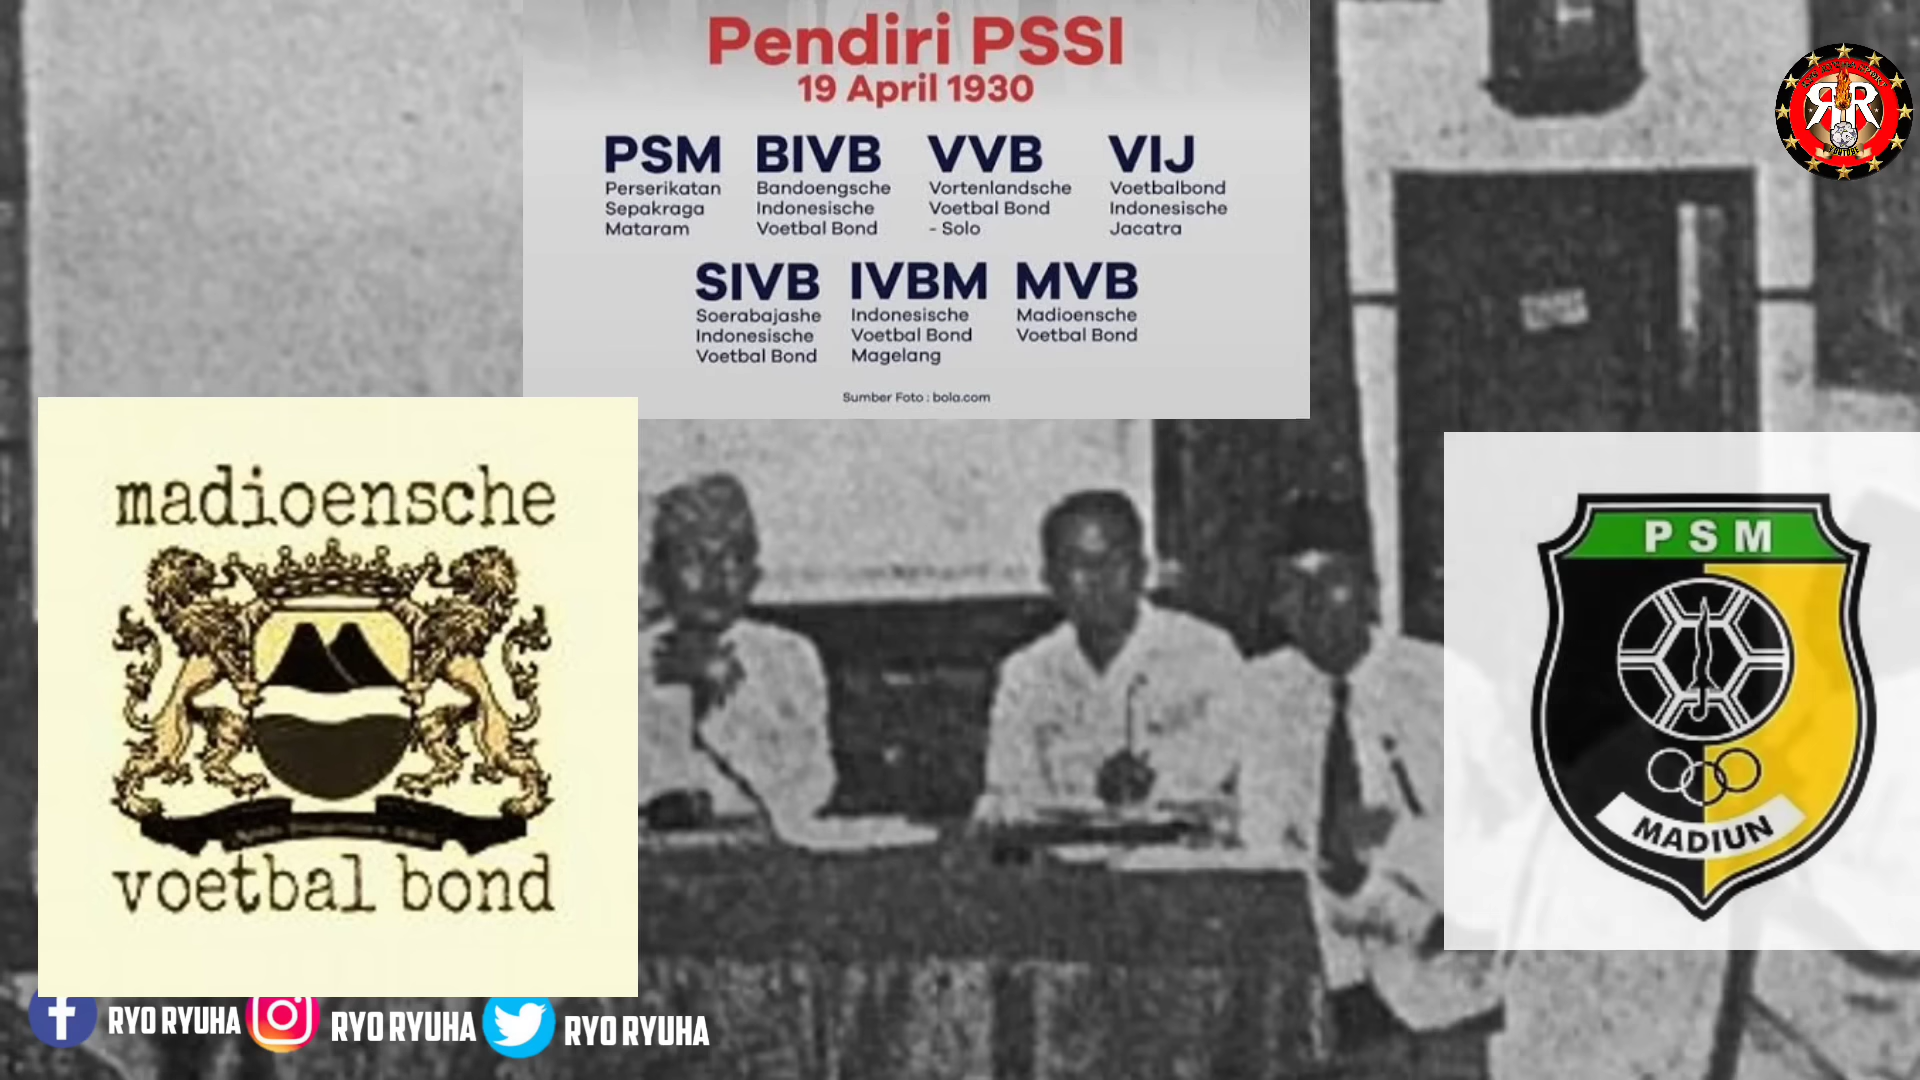 Pendiri PSSI
19 April 1930
PSM
Perserikatan
Sepakraga
Mataram
BIVB
Bandoengsche
Indonesische
Voetbal Bond
VVB
Vortenlandsche
Voetbal Bond
- Solo
VIJ
Voetbalbond
Indonesische
Jacatra
SIVB
Soerabajashe
Indonesische
Voetbal Bond
IVBM
Indonesische
Voetbal Bond
Magelang
MVB
Madioensche
Voetbal Bond
Sumber Foto : bola.com
madioensche
voetbal bond
PSM
MADIUN
RR
YOUTUBE
RYO RYUHA
RYO RYUHA
RYO RYUHA